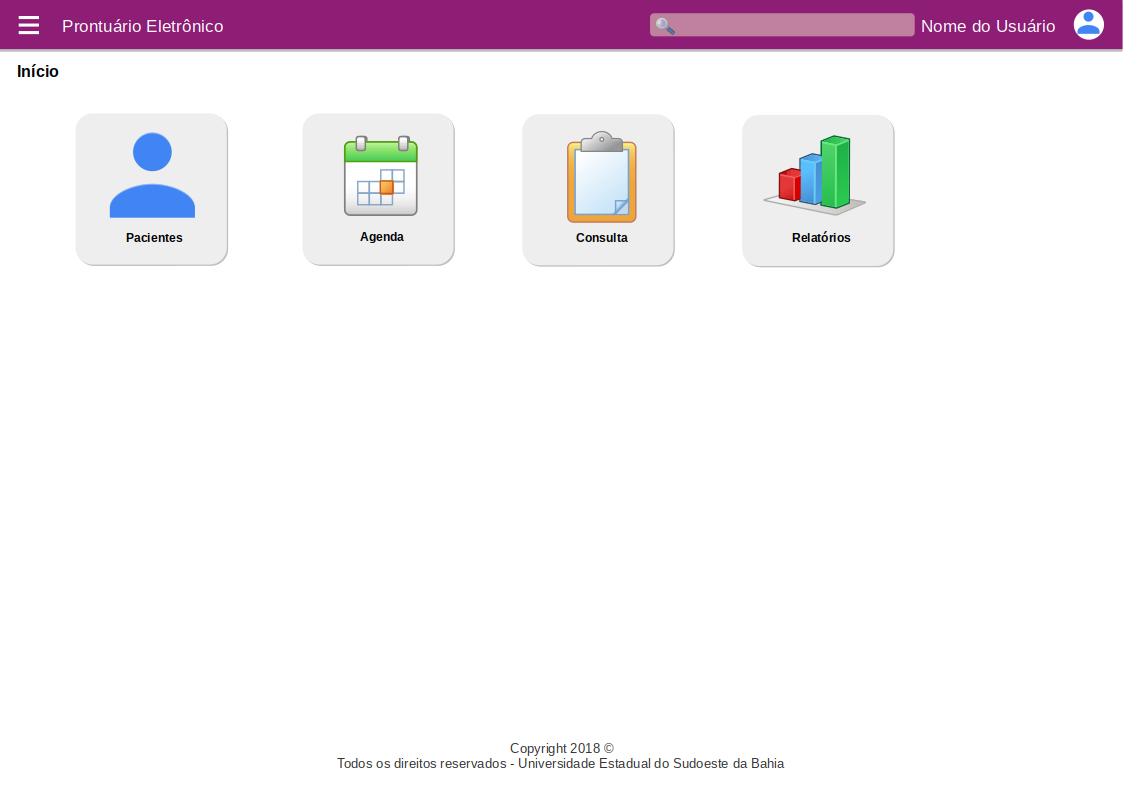 Prontuário Eletrônico
Nome do Usuário
Início
Pacientes
Agenda
Consulta
Relatórios
Copyright 2018 ©
Todos os direitos reservados - Universidade Estadual do Sudoeste da Bahia